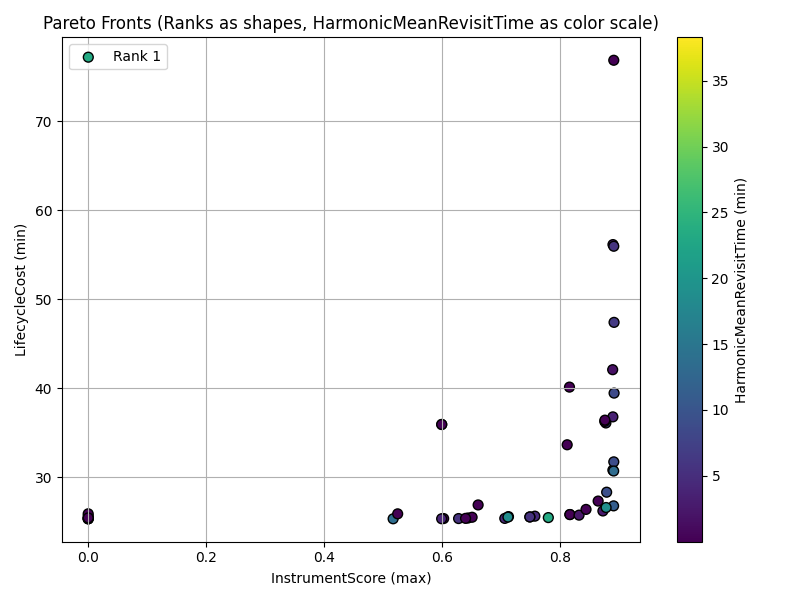 Pareto Fronts (Ranks as shapes, HarmonicMeanRevisitTime as color scale)
Rank 1
70
60
50
40
30
LifecycleCost (min)
0.0 0.2 0.4 0.6 0.8
InstrumentScore (max)
35
30
25
20
15
10
5
HarmonicMeanRevisitTime (min)